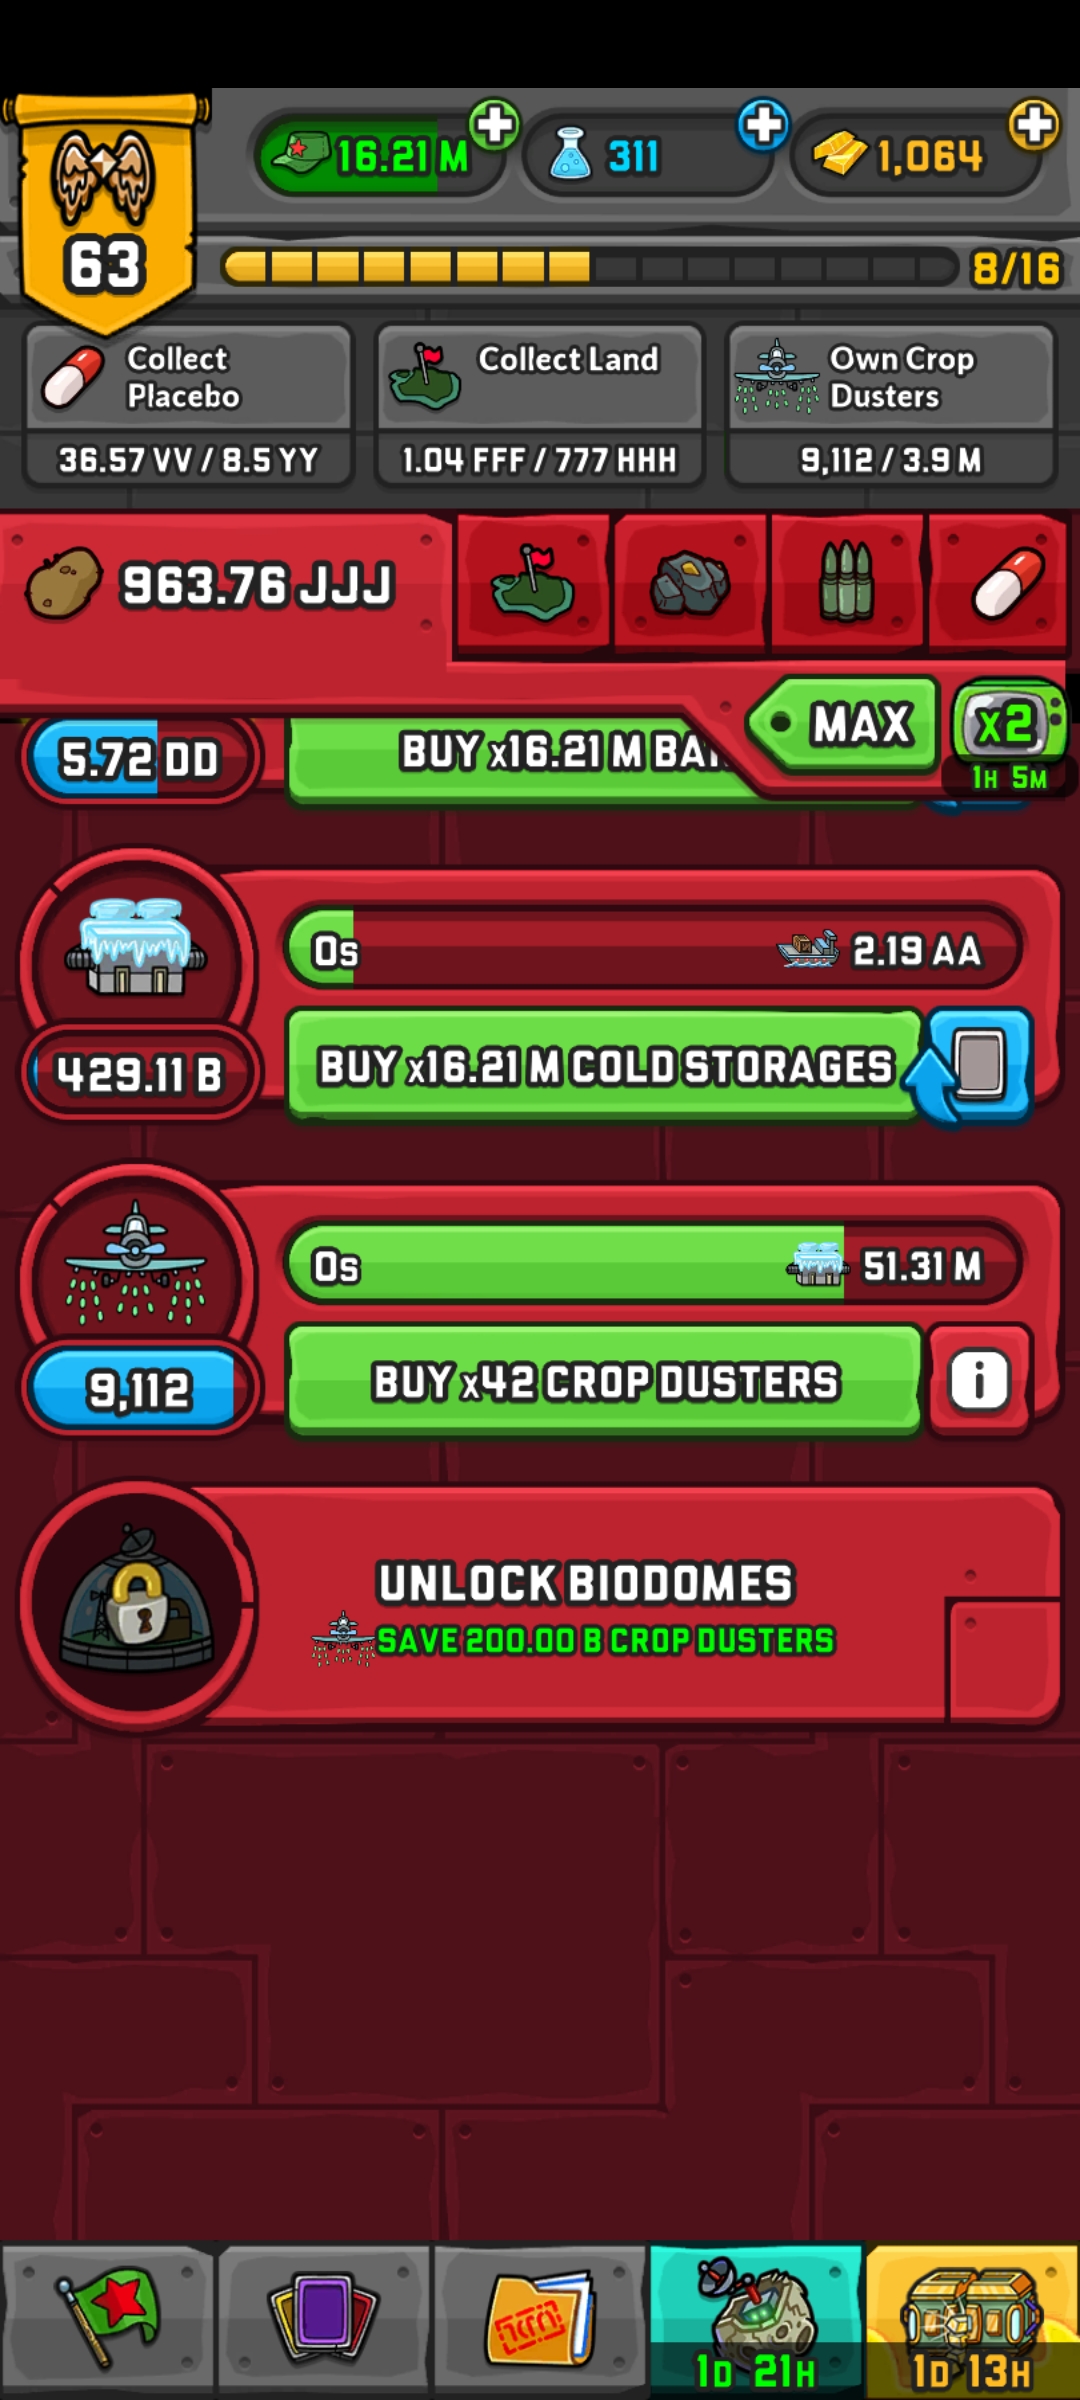 16.21 M
311
1,064
63
8/16
Collect
Placebo
36.57 VV / 8.5 YY
Collect Land
1.04 FFF / 777 HHH
Own Crop
Dusters
9,112 / 3.9 M
963.76 JJJ
MAX
x2
1H 5M
5.72 DD
BUY x16.21 M
0s
2.19 AA
429.11 B
BUY x16.21 M COLD STORAGES
0s
51.31 M
9,112
BUY x42 CROP DUSTERS
i
UNLOCK BIODOMES
SAVE 200.00 B CROP DUSTERS
1D 21H
1D 13H